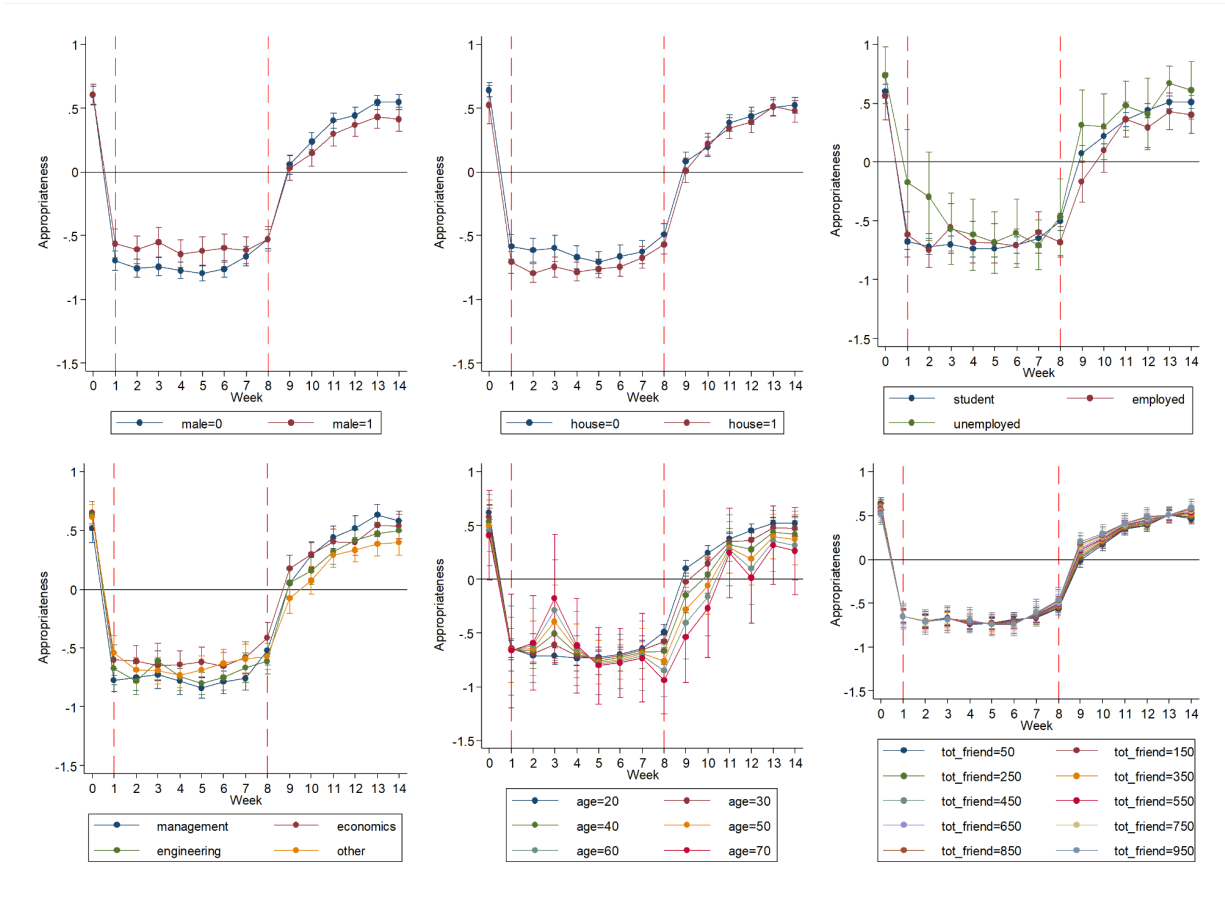 Appropriateness
1
.5
0
-.5
-1
-1.5
0 1 2 3 4 5 6 7 8 9 10 11 12 13 14
Week
male=0 male=1
Appropriateness
1
.5
0
-.5
-1
-1.5
0 1 2 3 4 5 6 7 8 9 10 11 12 13 14
Week
house=0 house=1
Appropriateness
1
.5
0
-.5
-1
-1.5
0 1 2 3 4 5 6 7 8 9 10 11 12 13 14
Week
student employed
unemployed
Appropriateness
1
.5
0
-.5
-1
-1.5
0 1 2 3 4 5 6 7 8 9 10 11 12 13 14
Week
management economics
engineering other
Appropriateness
1
.5
0
-.5
-1
-1.5
0 1 2 3 4 5 6 7 8 9 10 11 12 13 14
Week
age=20 age=30
age=40 age=50
age=60 age=70
Appropriateness
1
.5
0
-.5
-1
-1.5
0 1 2 3 4 5 6 7 8 9 10 11 12 13 14
Week
tot_friend=50 tot_friend=150
tot_friend=250 tot_friend=350
tot_friend=450 tot_friend=550
tot_friend=650 tot_friend=750
tot_friend=850 tot_friend=950